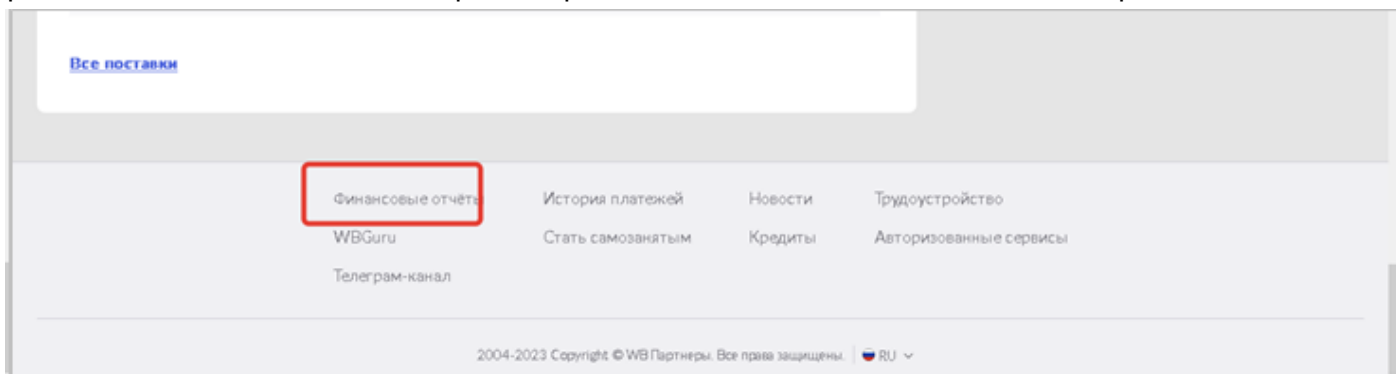 Все поставки
Финансовые отчёты История платежей Новости Трудоустройство
WBGuru Стать самозанятым Кредиты Авторизованные сервисы
Телеграм-канал
2004-2023 Copyright © WB Партнеры. Все права защищены. RU